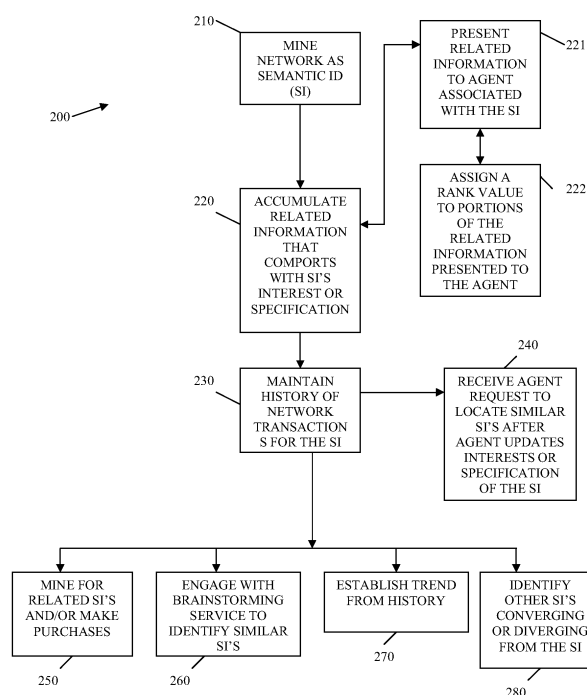 210
MINE
NETWORK AS
SEMANTIC ID
(SI)
PRESENT
RELATED
INFORMATION
TO AGENT
ASSOCIATED
WITH THE SI
221
200
220
ACCUMULATE
RELATED
INFORMATION
THAT
COMPORTS
WITH SI'S
INTEREST OR
SPECIFICATION
ASSIGN A
RANK VALUE
TO PORTIONS
OF THE
RELATED
INFORMATION
PRESENTED TO
THE AGENT
222
230
MAINTAIN
HISTORY OF
NETWORK
TRANSACTION
S FOR THE SI
240
RECEIVE AGENT
REQUEST TO
LOCATE SIMILAR
SI'S AFTER
AGENT UPDATES
INTERESTS OR
SPECIFICATION
OF THE SI
MINE FOR
RELATED SI'S
AND/OR MAKE
PURCHASES
250
ENGAGE WITH
BRAINSTORMING
SERVICE TO
IDENTIFY SIMILAR
SI'S
260
ESTABLISH TREND
FROM HISTORY
270
IDENTIFY
OTHER SI'S
CONVERGING
OR DIVERGING
FROM THE SI
280